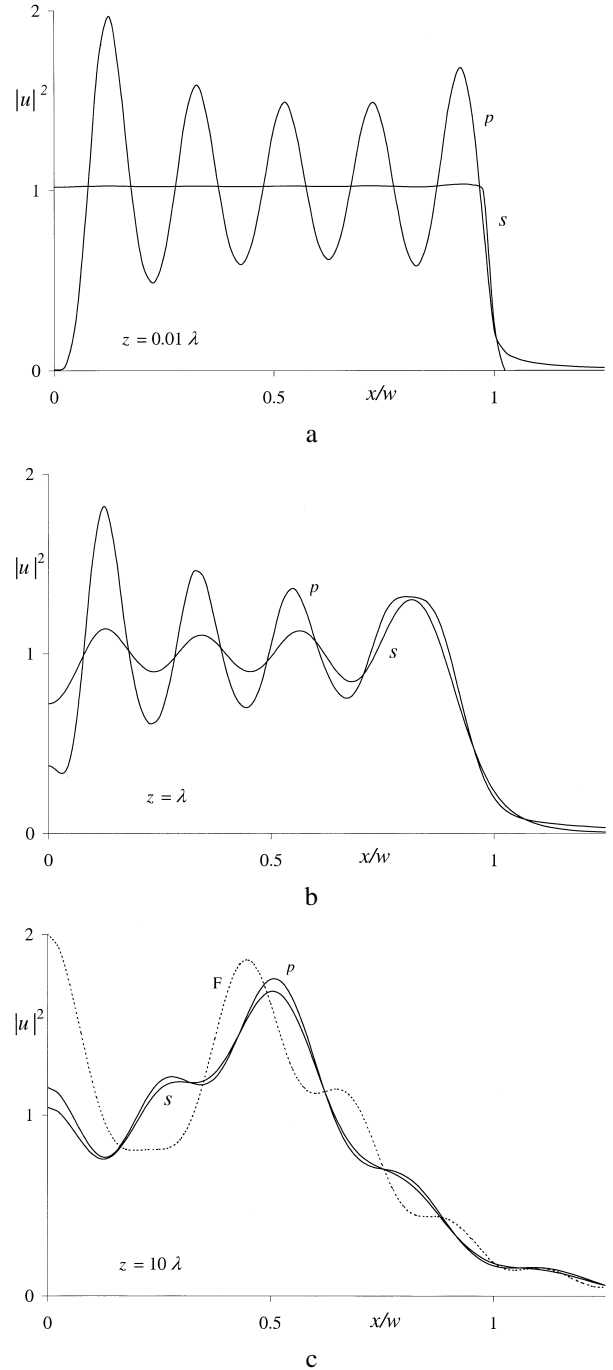 2
|u|²
p
1
s
z = 0.01 λ
0
0 0.5 x/w 1
a
2
|u|²
p
1
s
z = λ
0
0 0.5 x/w 1
b
2
F p
|u|²
1
s
z = 10 λ
0
0 0.5 x/w 1
c